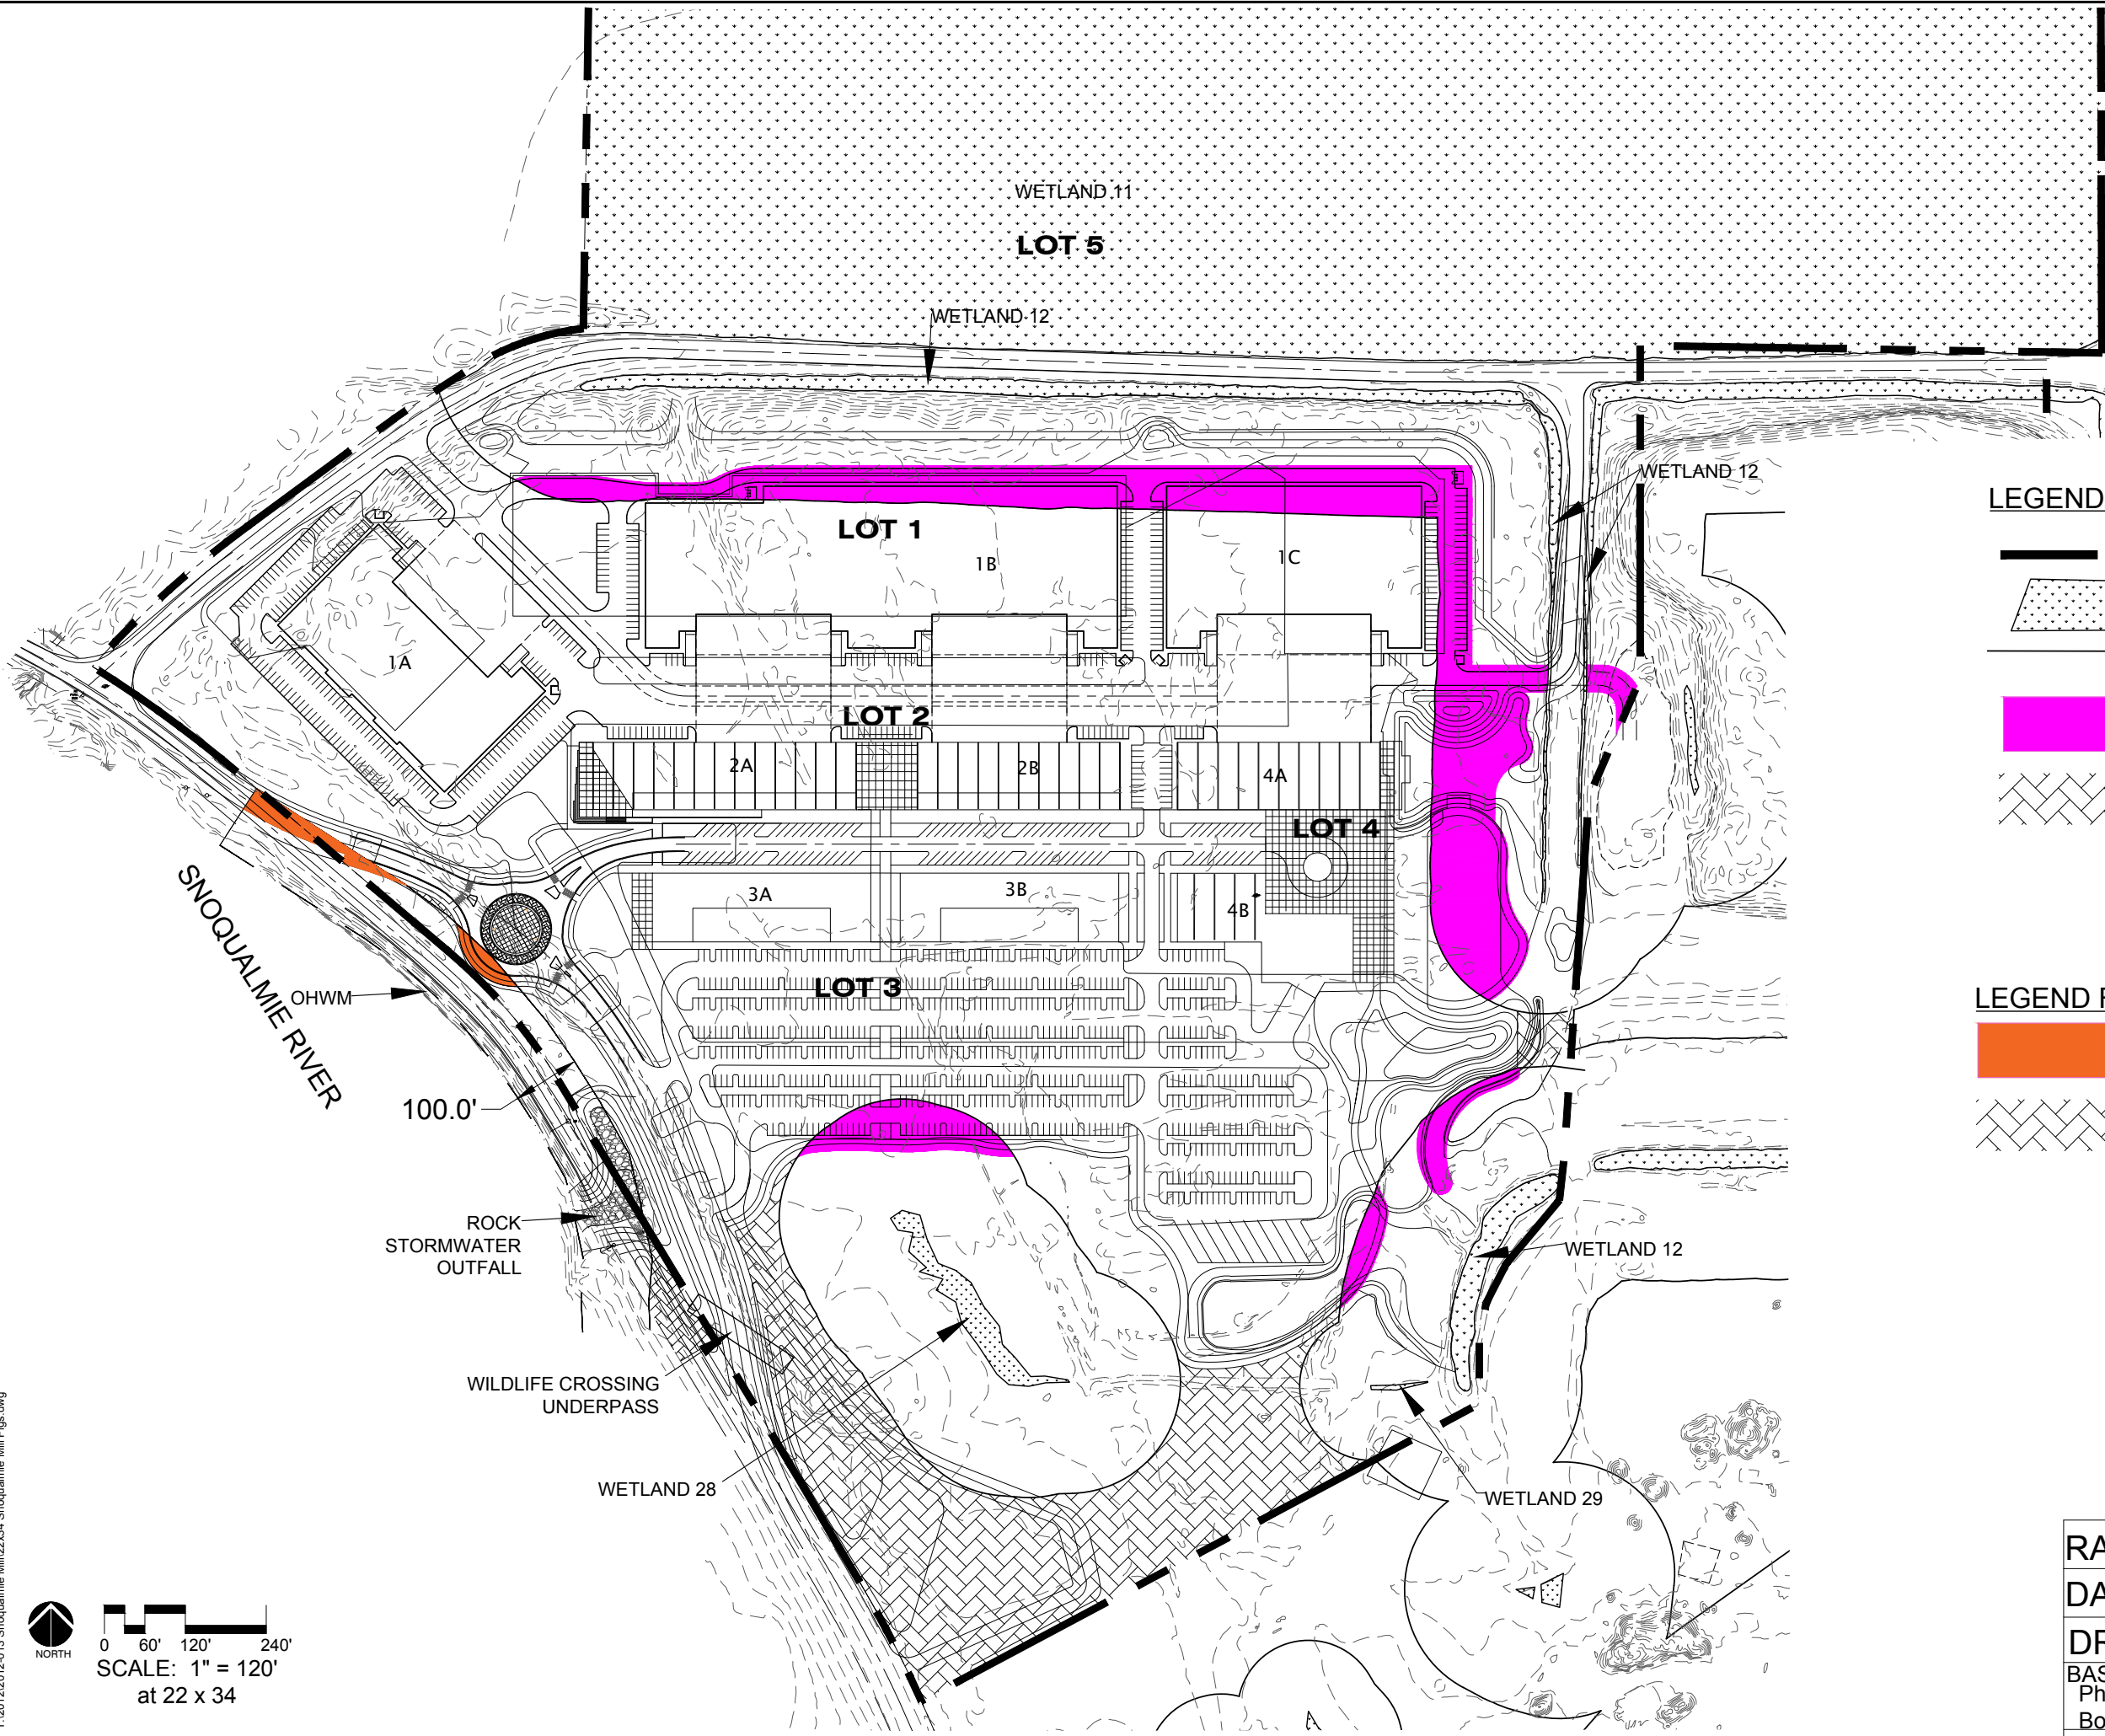 WETLAND 11
LOT 5
WETLAND 12
WETLAND 12
LEGEND
LOT 1
1B
1C
1A
LOT 2
2A
2B
4A
LOT 4
3A
3B
4B
SNOQUALMIE RIVER
OHWM
LOT 3
LEGEND
100.0'
ROCK
STORMWATER
OUTFALL
WETLAND 12
WILDLIFE CROSSING
UNDERPASS
WETLAND 28
WETLAND 29
NORTH
0 60' 120' 240'
SCALE: 1" = 120'
at 22 x 34